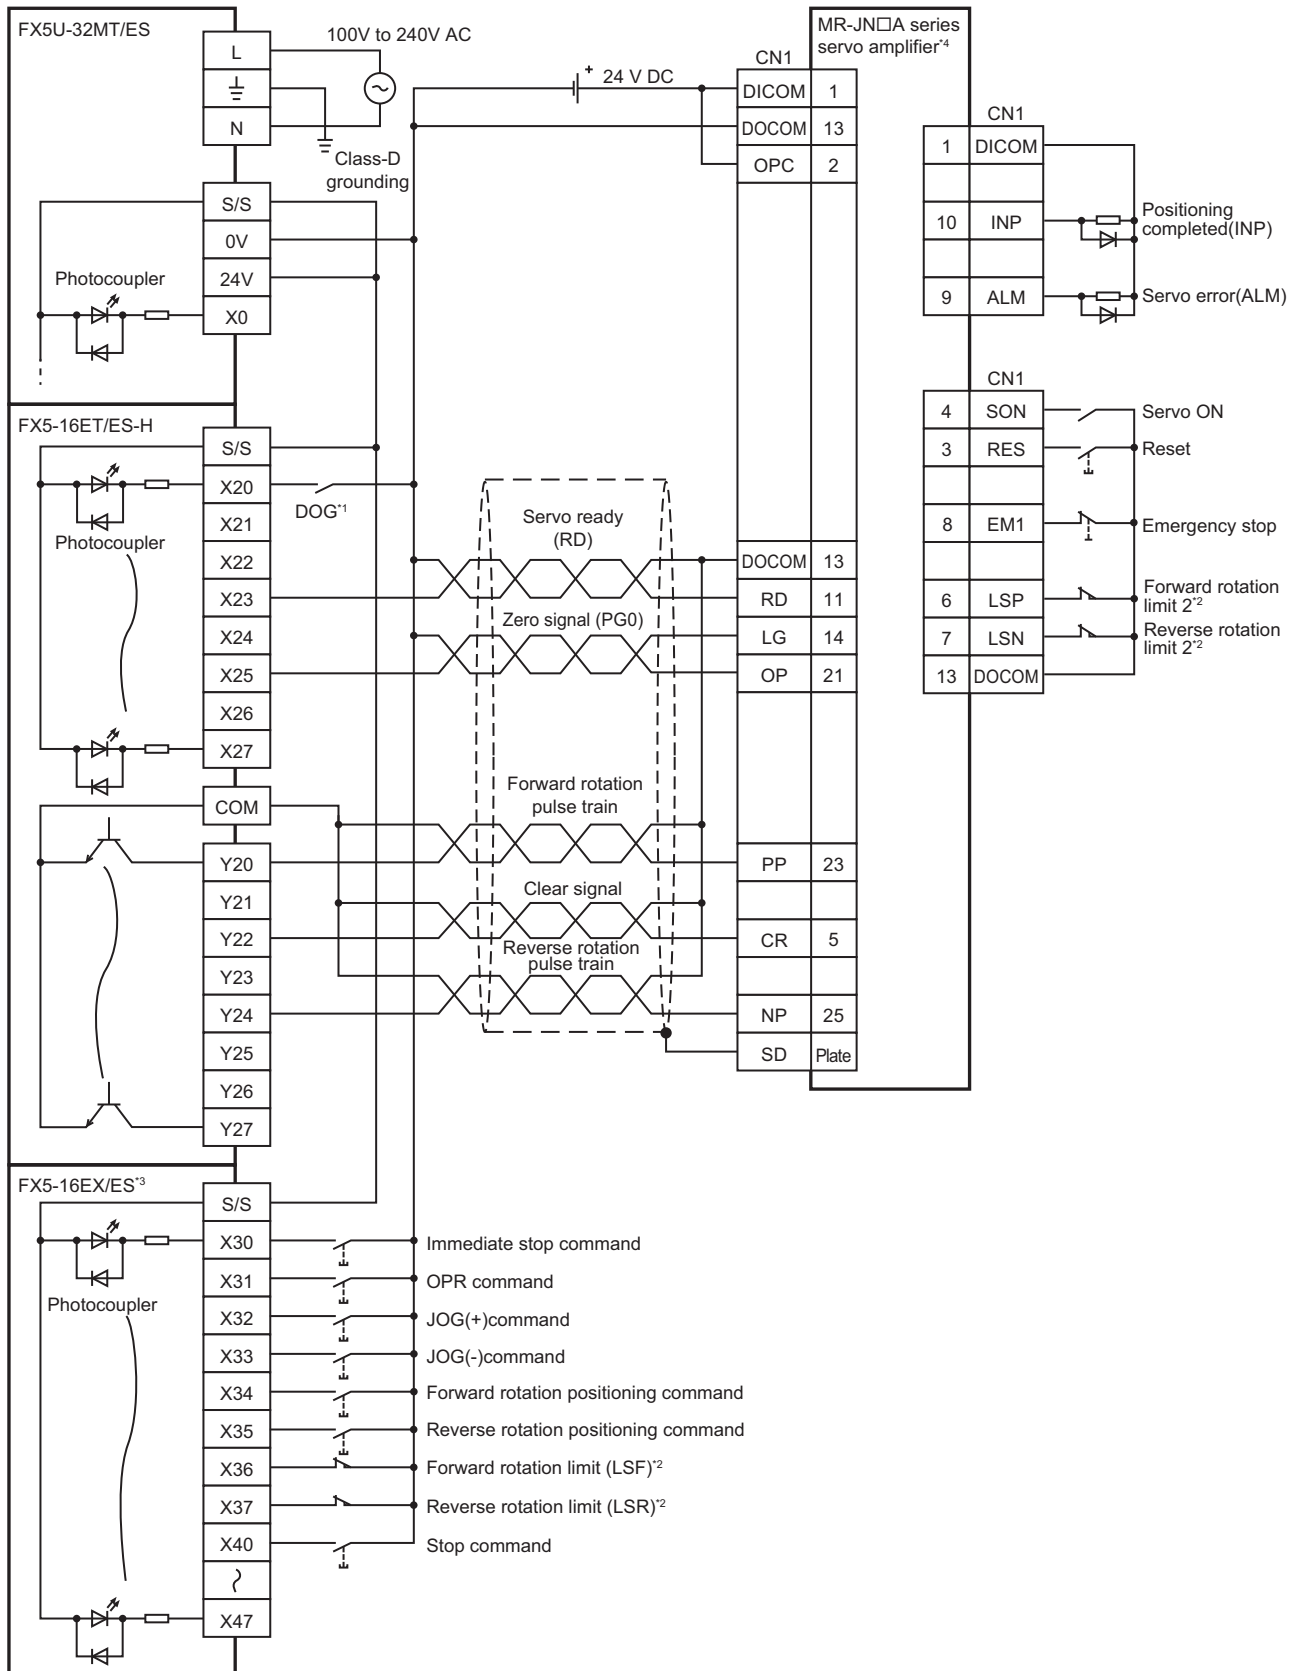 FX5U-32MT/ES
L
N
100V to 240V AC
Class-D
grounding
S/S
0V
24V
X0
Photocoupler
FX5-16ET/ES-H
S/S
X20
X21
X22
X23
X24
X25
X26
X27
Photocoupler
DOG*1
COM
Y20
Y21
Y22
Y23
Y24
Y25
Y26
Y27
FX5-16EX/ES*3
S/S
X30
X31
X32
X33
X34
X35
X36
X37
X40
X47
Photocoupler
Immediate stop command
OPR command
JOG(+)command
JOG(-)command
Forward rotation positioning command
Reverse rotation positioning command
Forward rotation limit (LSF)*2
Reverse rotation limit (LSR)*2
Stop command
+ 24 V DC
Servo ready
(RD)
Zero signal (PG0)
Forward rotation
pulse train
Clear signal
Reverse rotation
pulse train
MR-JN□A series
servo amplifier*4
CN1
DICOM 1
DOCOM 13
OPC 2
DOCOM 13
RD 11
LG 14
OP 21
PP 23
CR 5
NP 25
SD Plate
CN1
1 DICOM
10 INP
Positioning
completed(INP)
9 ALM Servo error(ALM)
CN1
4 SON Servo ON
3 RES Reset
8 EM1 Emergency stop
6 LSP
Forward rotation
limit 2*2
7 LSN
Reverse rotation
limit 2*2
13 DOCOM